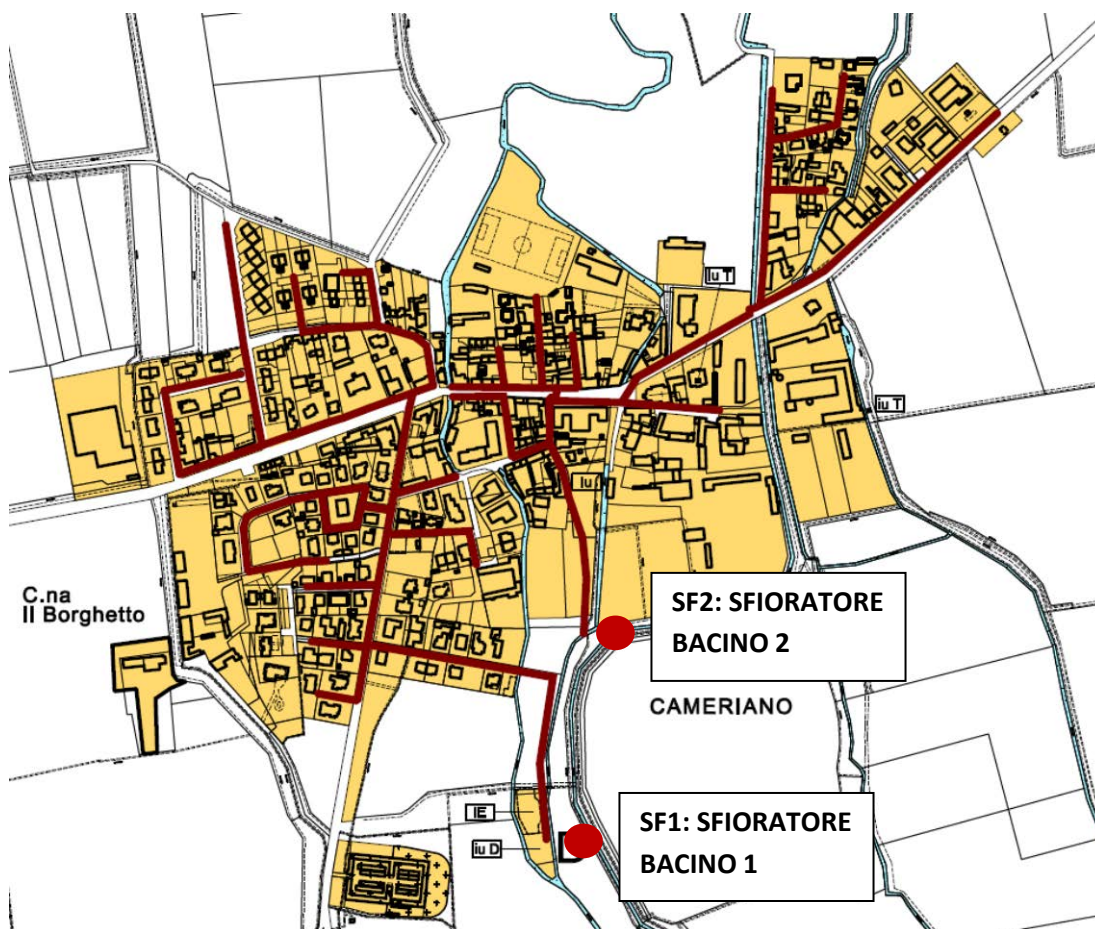 Iu T
iu T
Iu
C.na
Il Borghetto
SF2: SFIORATORE
BACINO 2
CAMERIANO
IE
iu D
D
SF1: SFIORATORE
BACINO 1